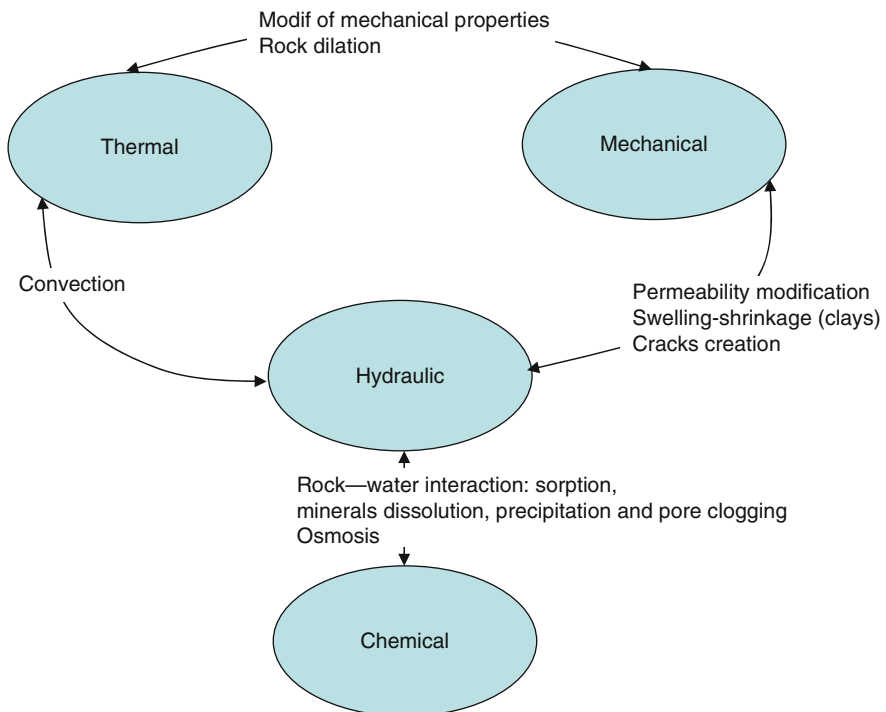 Modif of mechanical properties
Rock dilation
Thermal
Mechanical
Convection
Permeability modification
Swelling-shrinkage (clays)
Cracks creation
Hydraulic
Rock—water interaction: sorption,
minerals dissolution, precipitation and pore clogging
Osmosis
Chemical